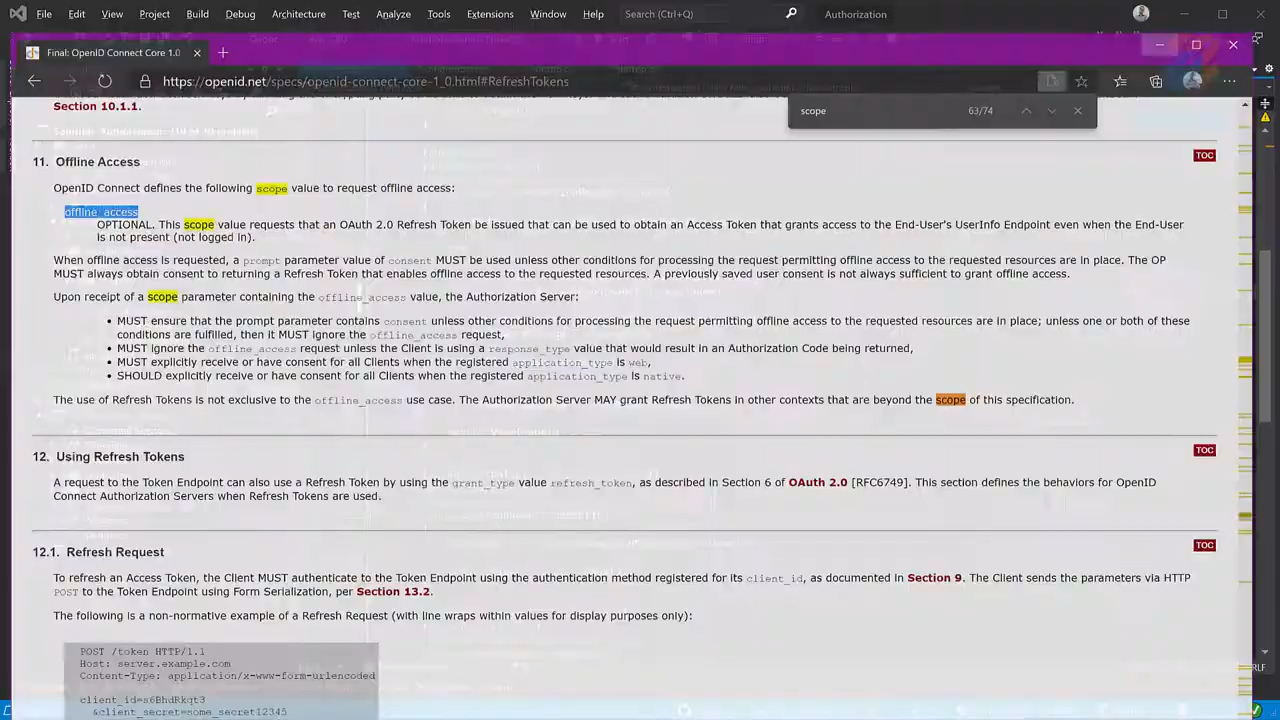 File Edit View Project Build Debug Architecture Test Analyze Tools Extensions Window Help Search (Ctrl+Q) Authorization
Final: OpenID Connect Core 1.0
https://openid.net/specs/openid-connect-core-1_0.html#RefreshTokens
Section 10.1.1.
scope 63/74
11. Offline Access
TOC
OpenID Connect defines the following scope value to request offline access:
offline_access
OPTIONAL. This scope value requests that an OAuth 2.0 Refresh Token be issued that can be used to obtain an Access Token that grants access to the End-User's UserInfo Endpoint even when the End-User
is not present (not logged in).
When offline access is requested, a prompt parameter value of consent MUST be used unless other conditions for processing the request permitting offline access to the requested resources are in place. The OP
MUST always obtain consent to returning a Refresh Token that enables offline access to the requested resources. A previously saved user consent is not always sufficient to grant offline access.
Upon receipt of a scope parameter containing the offline_access value, the Authorization Server:
• MUST ensure that the prompt parameter contains consent unless other conditions for processing the request permitting offline access to the requested resources are in place; unless one or both of these
conditions are fulfilled, then it MUST ignore the offline_access request,
• MUST ignore the offline_access request unless the Client is using a response_type value that would result in an Authorization Code being returned,
• MUST explicitly receive or have consent for all Clients when the registered application_type is web,
• SHOULD explicitly receive or have consent for all Clients when the registered application_type is native.
The use of Refresh Tokens is not exclusive to the offline_access use case. The Authorization Server MAY grant Refresh Tokens in other contexts that are beyond the scope of this specification.
12. Using Refresh Tokens
TOC
A request to the Token Endpoint can also use a Refresh Token by using the grant_type value refresh_token, as described in Section 6 of OAuth 2.0 [RFC6749]. This section defines the behaviors for OpenID
Connect Authorization Servers when Refresh Tokens are used.
12.1. Refresh Request
TOC
To refresh an Access Token, the Client MUST authenticate to the Token Endpoint using the authentication method registered for its client_id, as documented in Section 9. The Client sends the parameters via HTTP
POST to the Token Endpoint using Form Serialization, per Section 13.2.
The following is a non-normative example of a Refresh Request (with line wraps within values for display purposes only):
POST /token HTTP/1.1
Host: server.example.com
Content-Type: application/x-www-form-urlencoded
client_id=s6BhdRkqt3
&client_secret=some_secret12345